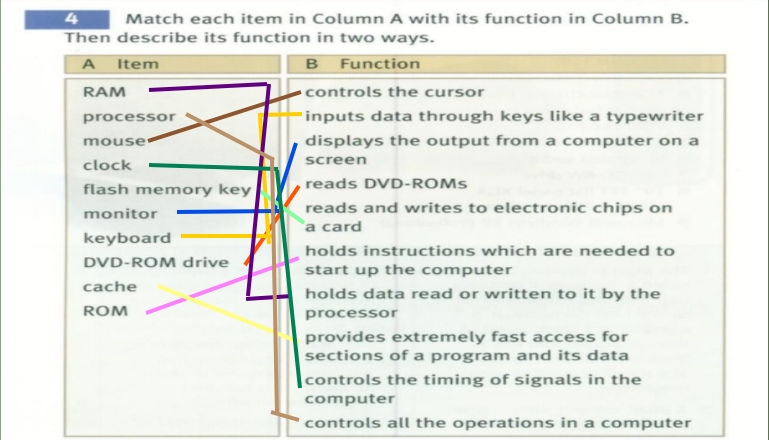 4 Match each item in Column A with its function in Column B.
Then describe its function in two ways.
A Item
B Function
RAM
processor
mouse
clock
flash memory key
monitor
keyboard
DVD-ROM drive
cache
ROM
controls the cursor
inputs data through keys like a typewriter
displays the output from a computer on a
screen
reads DVD-ROMs
reads and writes to electronic chips on
a card
holds instructions which are needed to
start up the computer
holds data read or written to it by the
processor
provides extremely fast access for
sections of a program and its data
controls the timing of signals in the
computer
controls all the operations in a computer